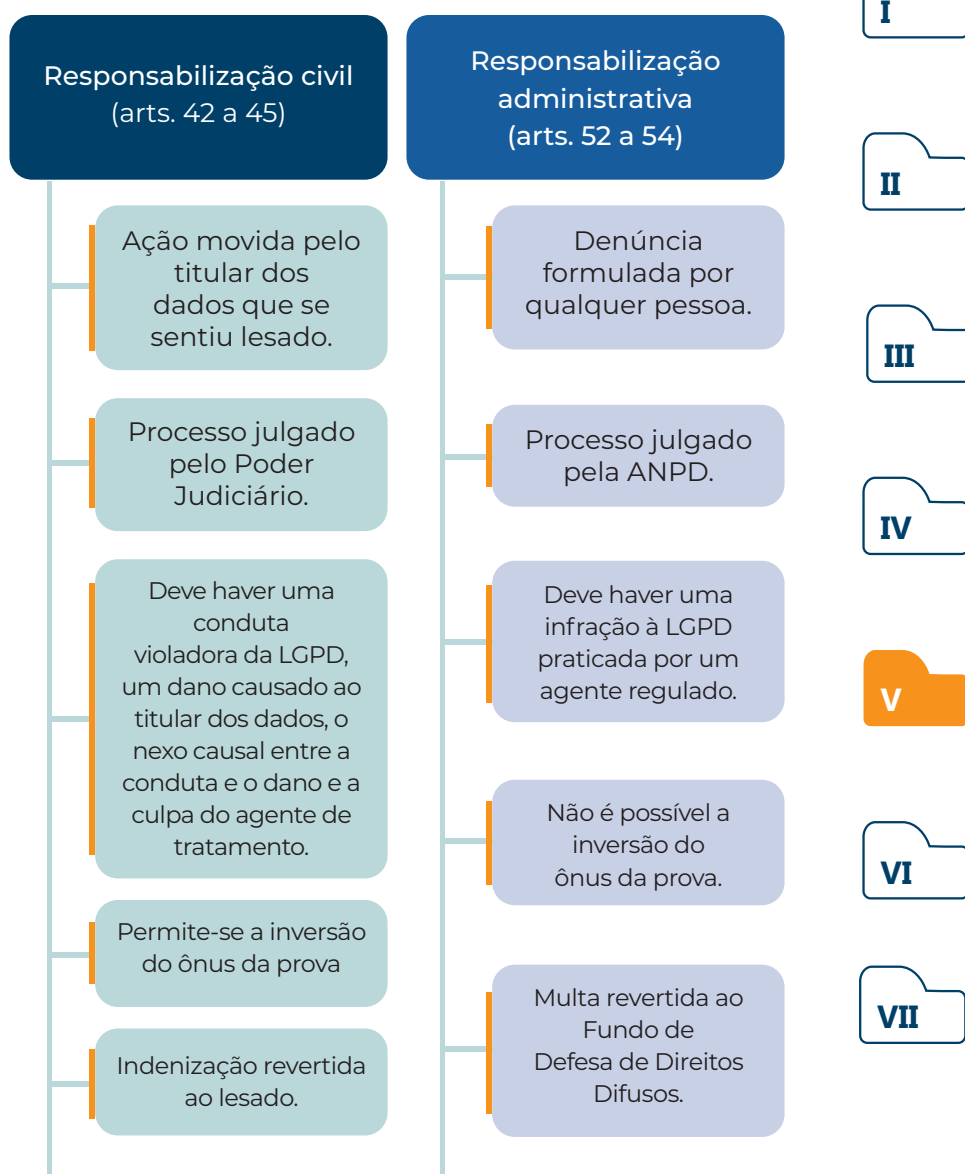 Responsabilização civil
(arts. 42 a 45)
Ação movida pelo
titular dos
dados que se
sentiu lesado.
Processo julgado
pelo Poder
Judiciário.
Deve haver uma
conduta
violadora da LGPD,
um dano causado ao
titular dos dados, o
nexo causal entre a
conduta e o dano e a
culpa do agente de
tratamento.
Permite-se a inversão
do ônus da prova
Indenização revertida
ao lesado.
Responsabilização
administrativa
(arts. 52 a 54)
Denúncia
formulada por
qualquer pessoa.
Processo julgado
pela ANPD.
Deve haver uma
infração à LGPD
praticada por um
agente regulado.
Não é possível a
inversão do
ônus da prova.
Multa revertida ao
Fundo de
Defesa de Direitos
Difusos.
I
II
III
IV
V
VI
VII